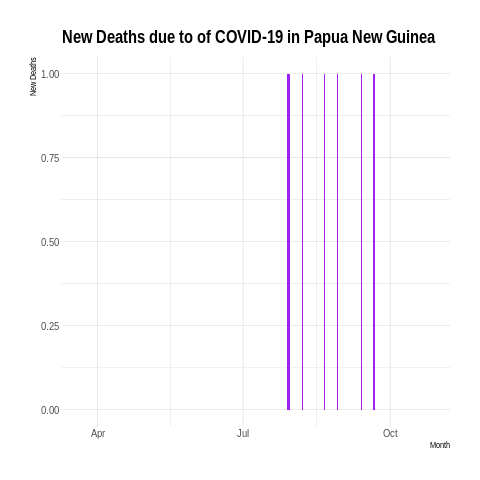 New Deaths due to of COVID-19 in Papua New Guinea
New Deaths
1.00
0.75
0.50
0.25
0.00
Apr Jul Oct
Month